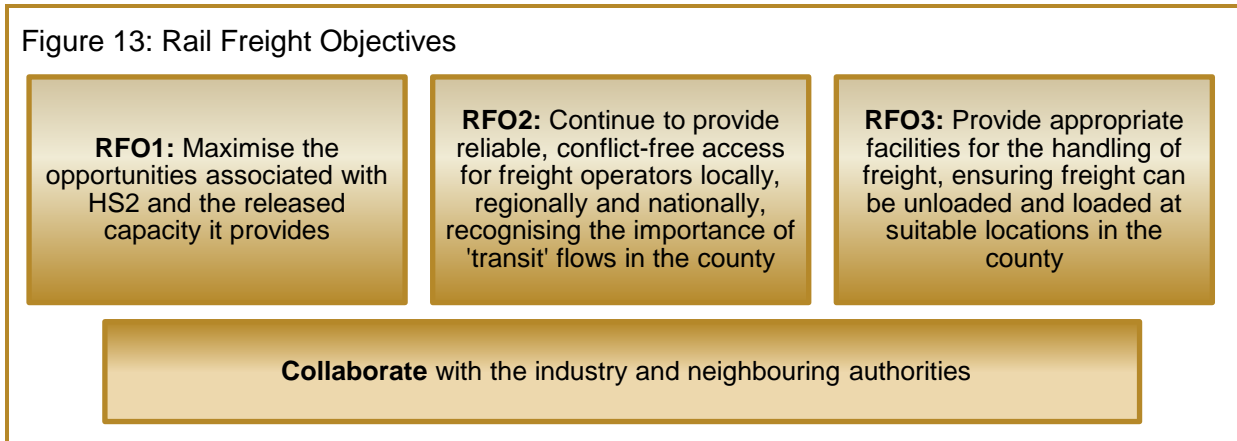 Figure 13: Rail Freight Objectives
RFO1: Maximise the
opportunities associated with
HS2 and the released
capacity it provides
RFO2: Continue to provide
reliable, conflict-free access
for freight operators locally,
regionally and nationally,
recognising the importance of
'transit' flows in the county
RFO3: Provide appropriate
facilities for the handling of
freight, ensuring freight can
be unloaded and loaded at
suitable locations in the
county
Collaborate with the industry and neighbouring authorities